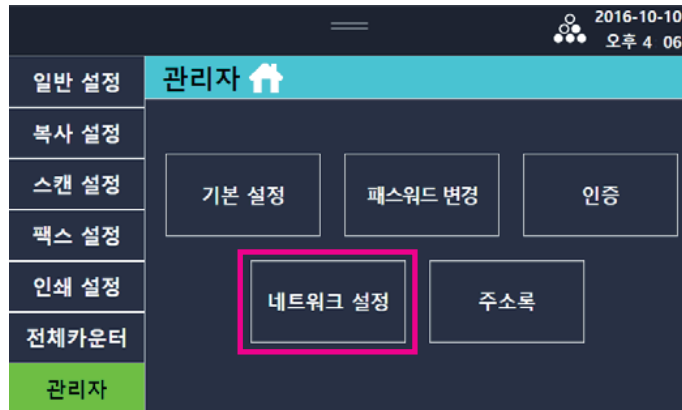 2016-10-10
오후 4 06
일반 설정
복사 설정
스캔 설정
팩스 설정
인쇄 설정
전체카운터
관리자
관리자
기본 설정
패스워드 변경
인증
네트워크 설정
주소록